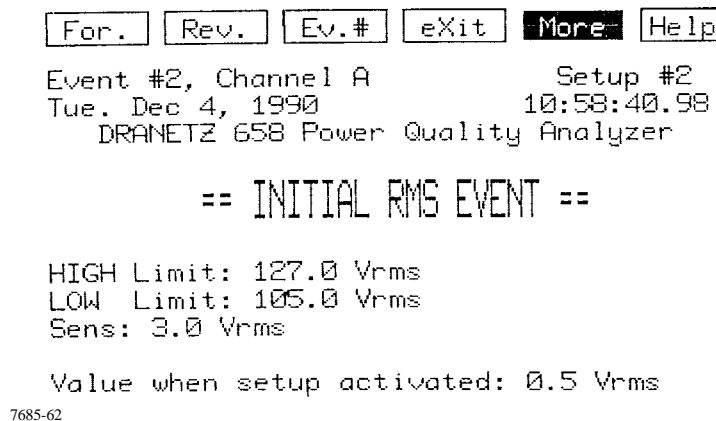 For. Rev. Ev.# eXit More Help
Event #2, Channel A Setup #2
Tue. Dec 4, 1990 10:58:40.98
DRANETZ 658 Power Quality Analyzer
== INITIAL RMS EVENT ==
HIGH Limit: 127.0 Vrms
LOW Limit: 105.0 Vrms
Sens: 3.0 Vrms
Value when setup activated: 0.5 Vrms
7685-62